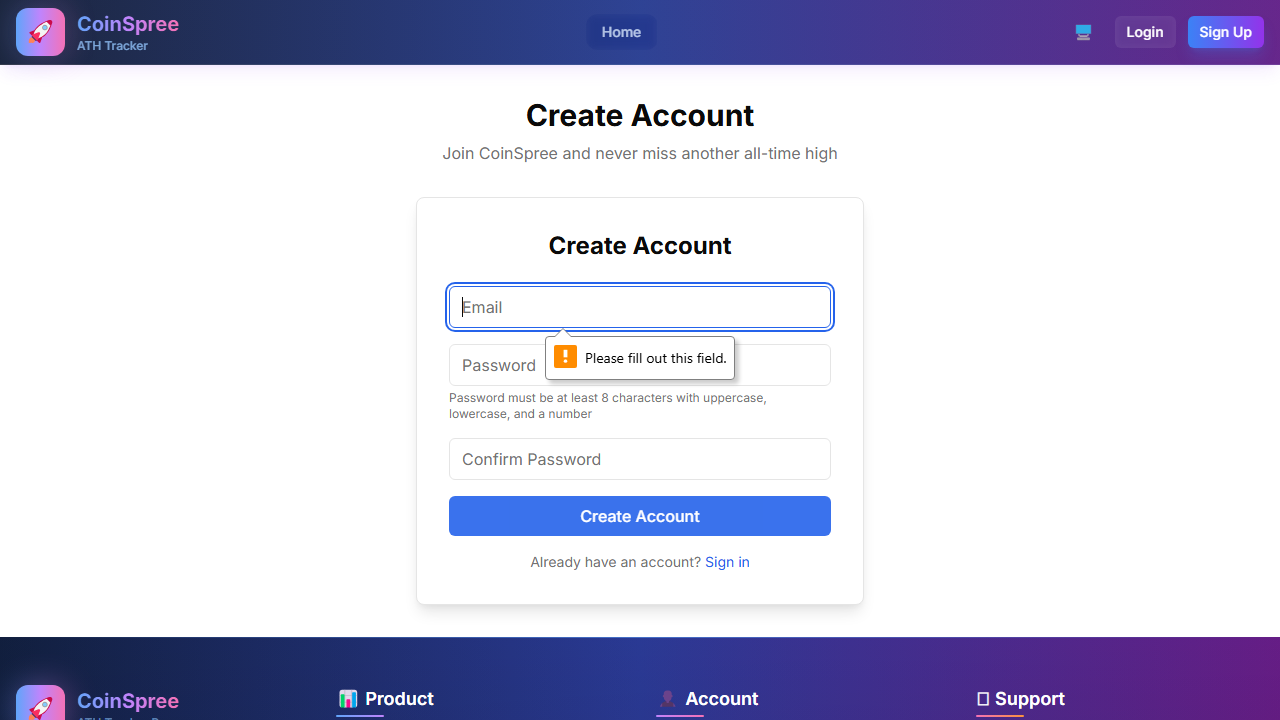 CoinSpree
ATH Tracker
Home
Login
Sign Up
Create Account
Join CoinSpree and never miss another all-time high
Create Account
Email
Please fill out this field.
Password
Password must be at least 8 characters with uppercase,
lowercase, and a number
Confirm Password
Create Account
Already have an account? Sign in
CoinSpree
Product
Account
Support